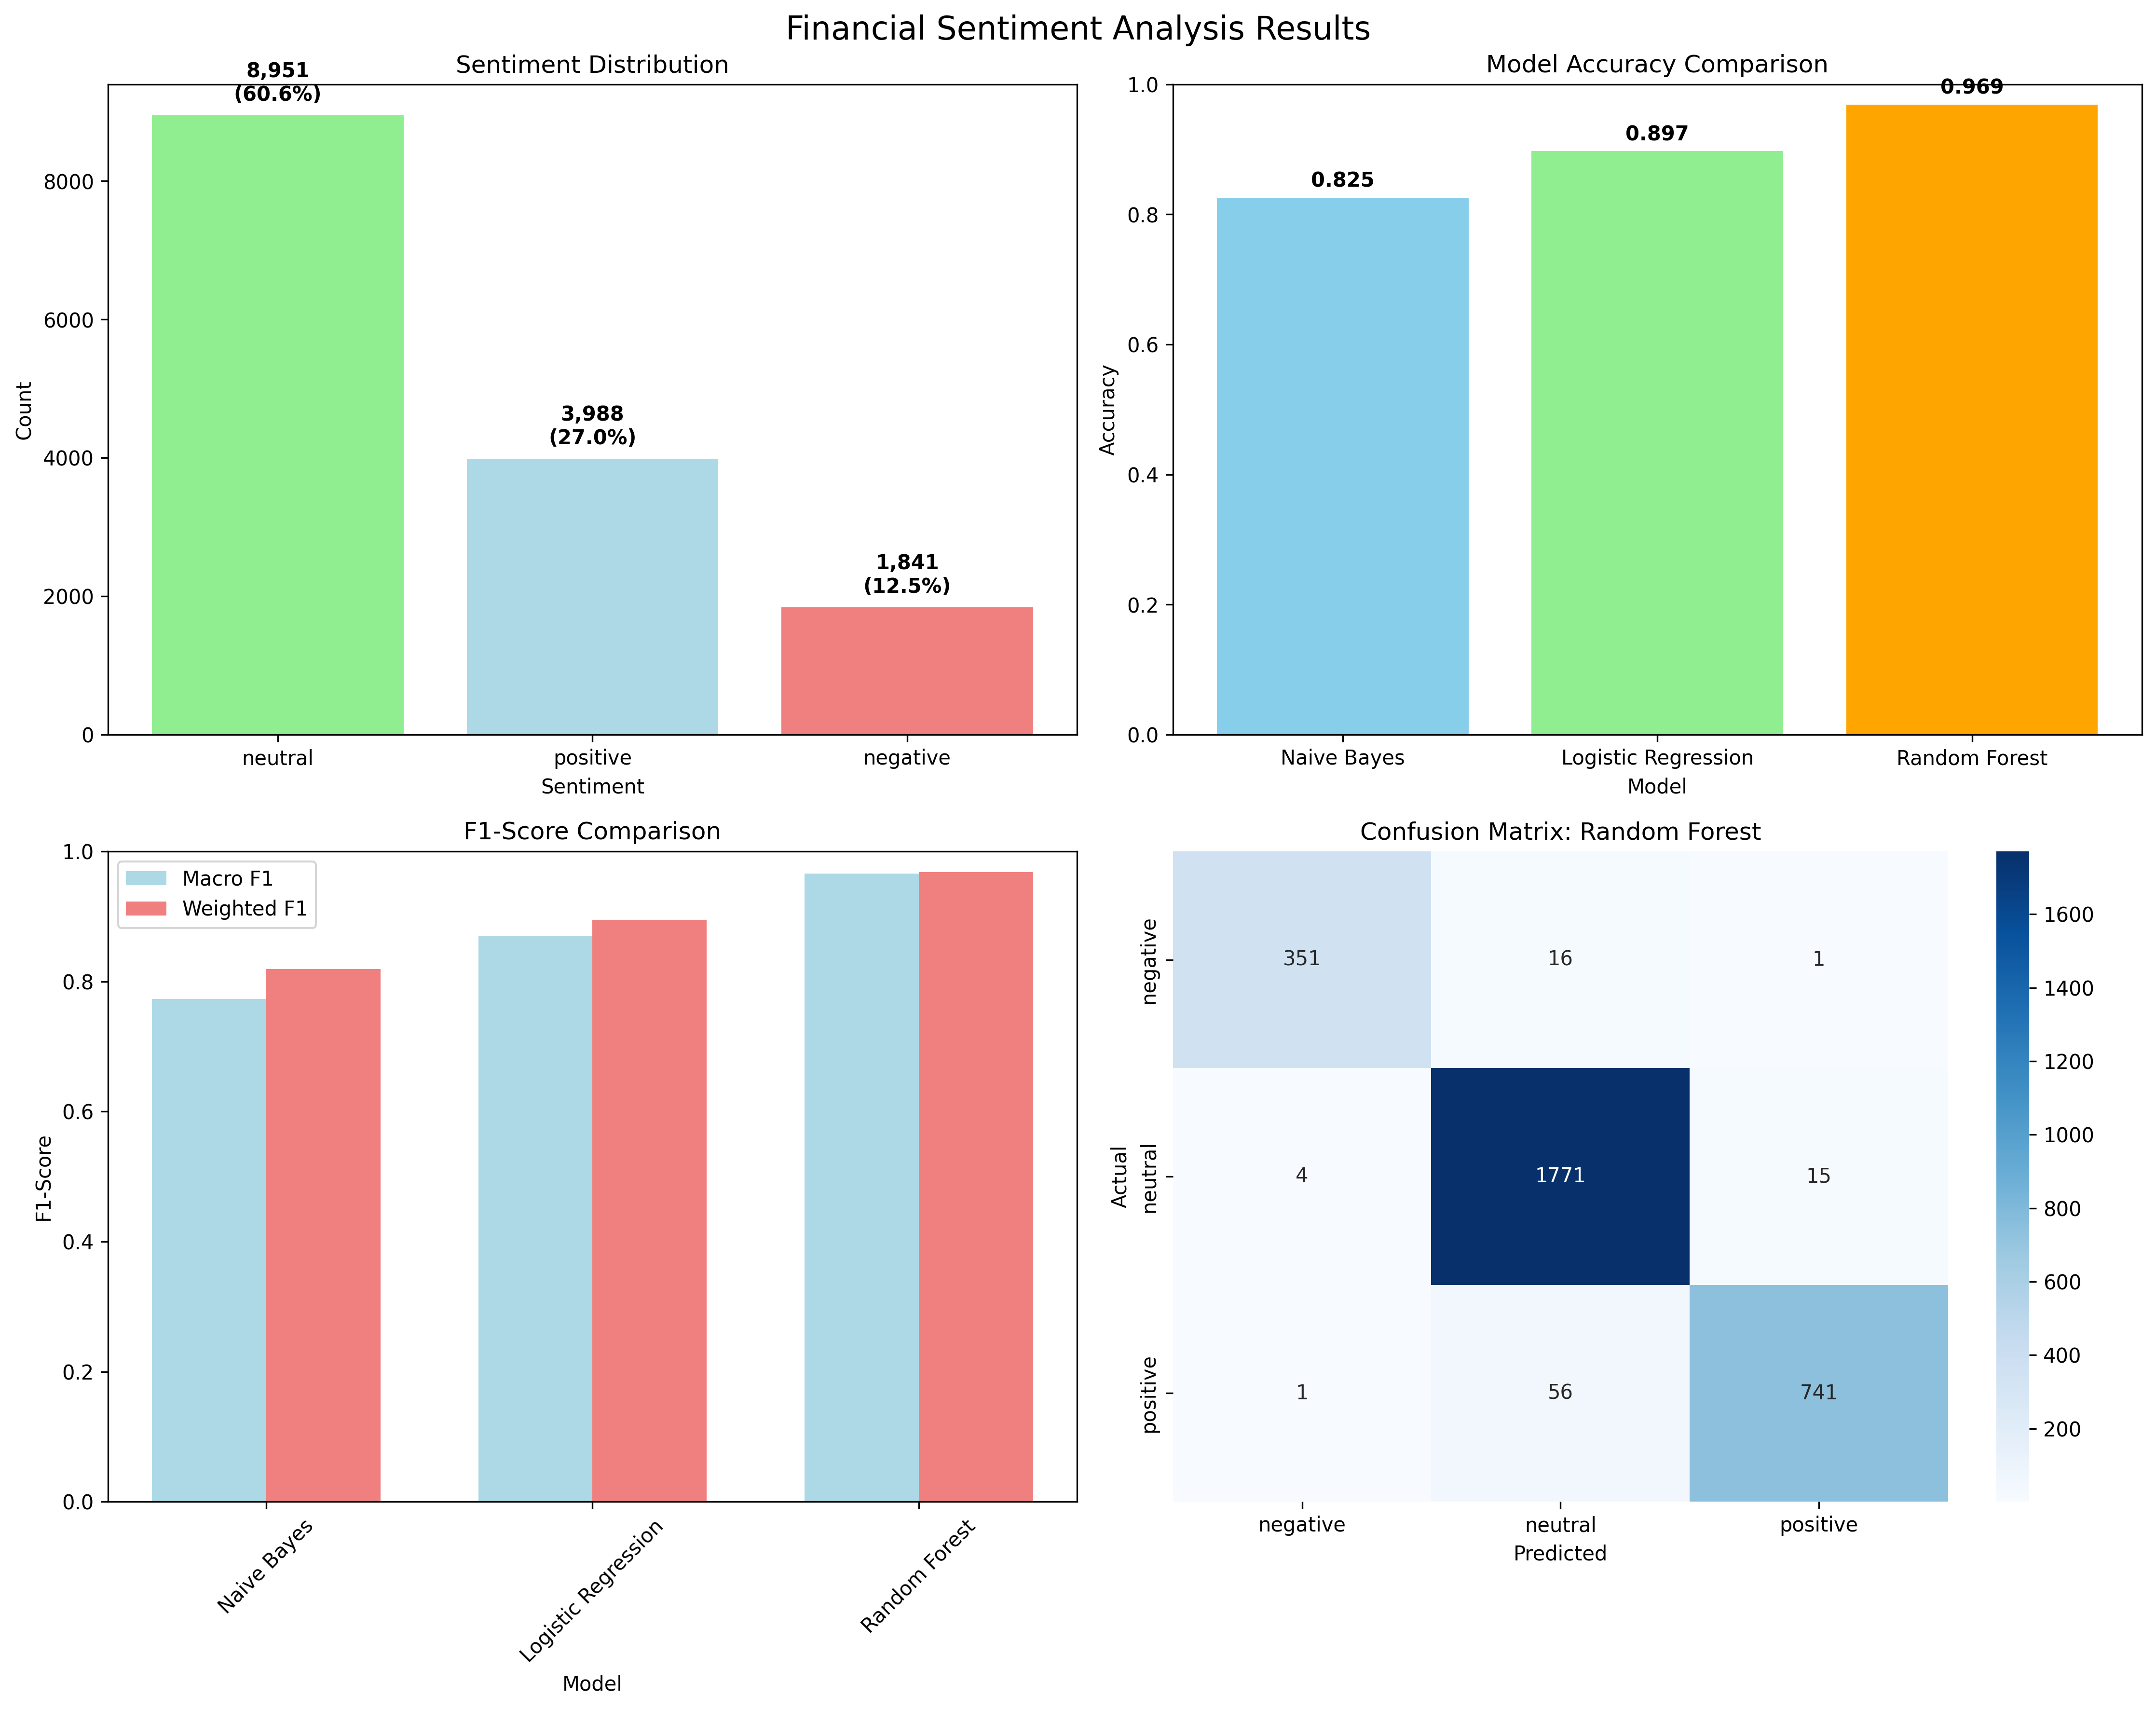 Financial Sentiment Analysis Results
Sentiment Distribution
8,951
(60.6%)
3,988
(27.0%)
1,841
(12.5%)
8000
6000
4000
2000
0
Count
neutral
positive
negative
Sentiment
Model Accuracy Comparison
0.825
0.897
0.969
1.0
0.8
0.6
0.4
0.2
0.0
Accuracy
Naive Bayes
Logistic Regression
Random Forest
Model
F1-Score Comparison
Macro F1
Weighted F1
1.0
0.8
0.6
0.4
0.2
0.0
F1-Score
Naive Bayes
Logistic Regression
Random Forest
Model
Confusion Matrix: Random Forest
Actual
negative
351 16 1
neutral
4 1771 15
positive
1 56 741
negative
neutral
positive
Predicted
1600
1400
1200
1000
800
600
400
200